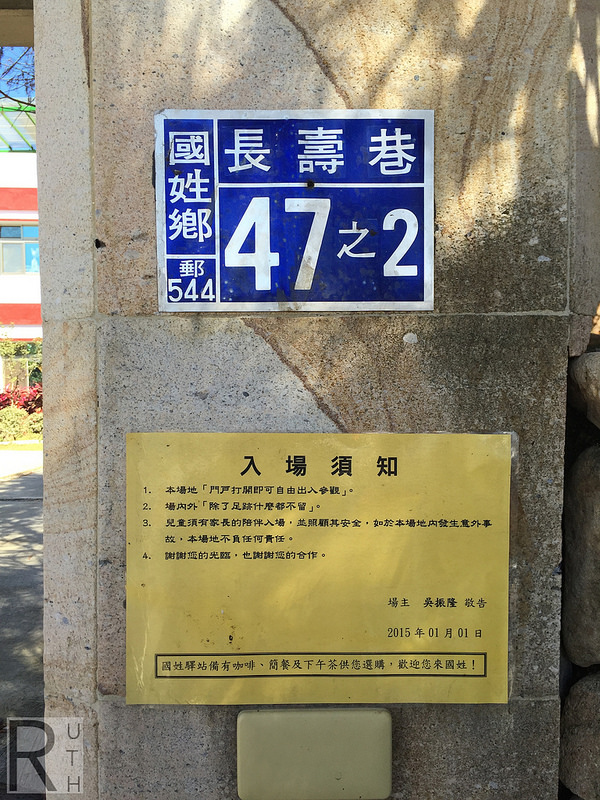 國姓鄉
郵
544
長壽巷
47之2
入場須知
1. 本場地「門戸打開即可自由出入參觀」。
2. 場內外「除了足跡什麼都不留」。
3. 兒童須有家長的陪伴入場，並照顧其安全，如於本場地內發生意外事
故，本場地不負任何責任。
4. 謝謝您的光臨，也謝謝您的合作。
場主 吳振隆 敬告
2015年01月01日
國姓驛站備有咖啡、簡餐及下午茶供您選購，歡迎您來國姓！
RUTH